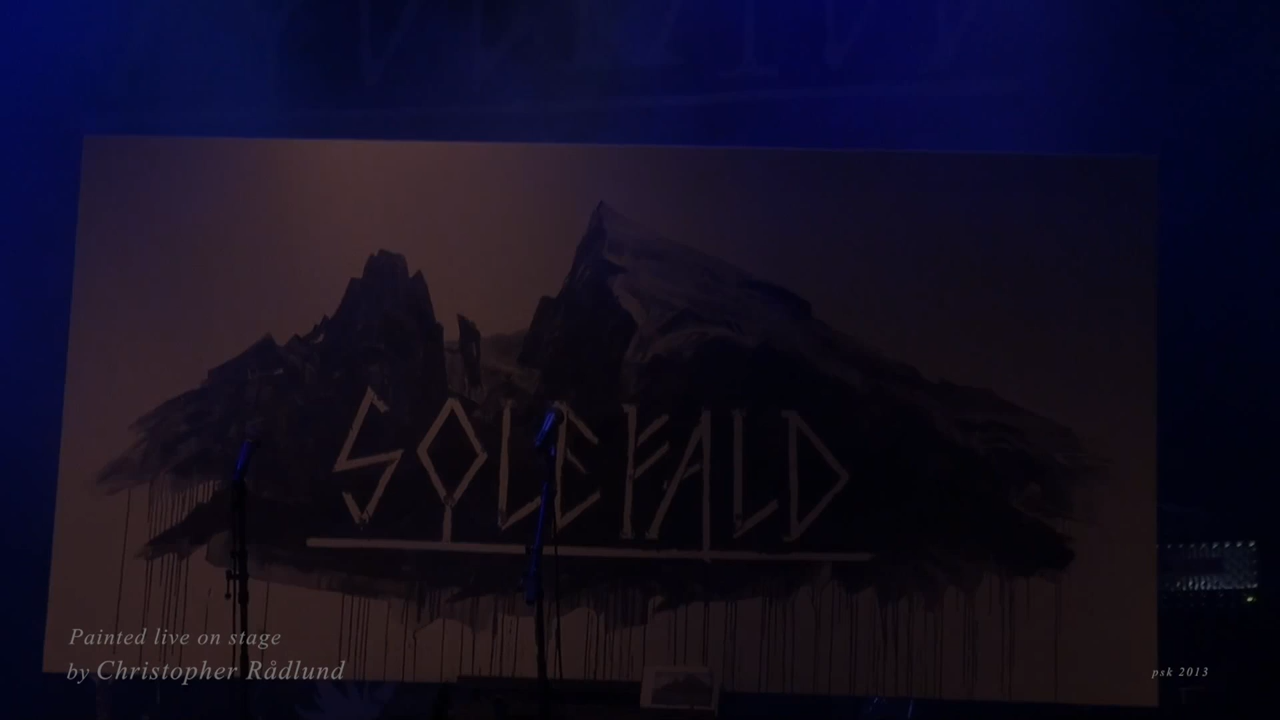 SOLEFALD
Painted live on stage
by Christopher Rådlund
psk 2013